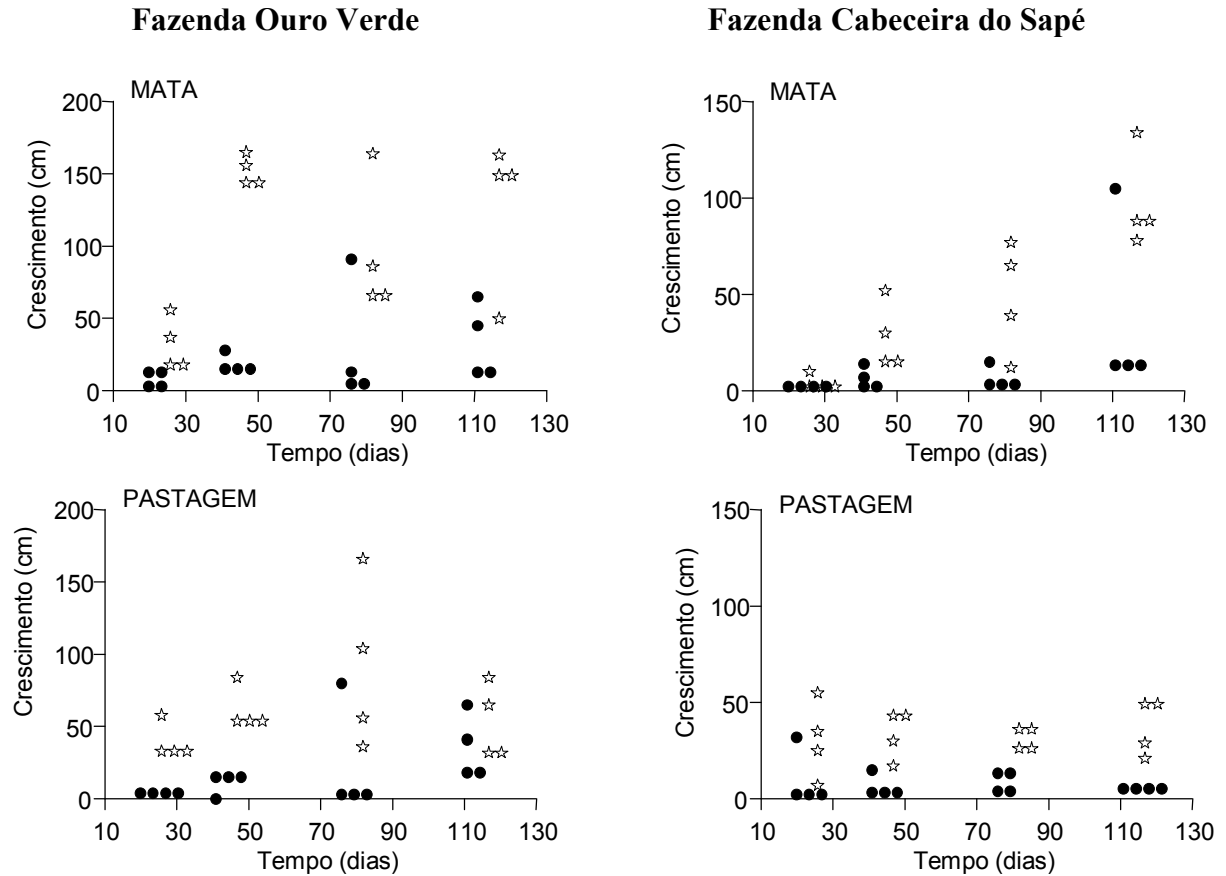 Fazenda Ouro Verde
Fazenda Cabeceira do Sapé
MATA
200
150
100
50
0
Crescimento (cm)
10 30 50 70 90 110 130
Tempo (dias)
MATA
150
100
50
0
Crescimento (cm)
10 30 50 70 90 110 130
Tempo (dias)
PASTAGEM
200
150
100
50
0
Crescimento (cm)
10 30 50 70 90 110 130
Tempo (dias)
PASTAGEM
150
100
50
0
Crescimento (cm)
10 30 50 70 90 110 130
Tempo (dias)